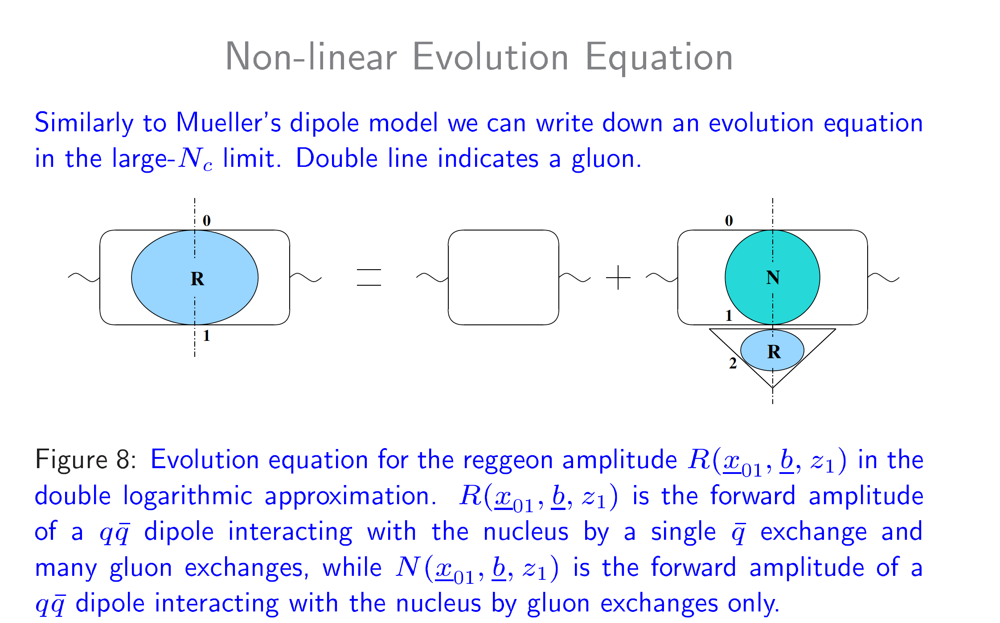 Non-linear Evolution Equation
Similarly to Mueller's dipole model we can write down an evolution equation
in the large-$N_c$ limit. Double line indicates a gluon.
0 0
R = + N
1 1
R
2
Figure 8: Evolution equation for the reggeon amplitude $R(\underline{x}_{01}, \underline{b}, z_1)$ in the
double logarithmic approximation. $R(\underline{x}_{01}, \underline{b}, z_1)$ is the forward amplitude
of a $q\bar{q}$ dipole interacting with the nucleus by a single $\bar{q}$ exchange and
many gluon exchanges, while $N(\underline{x}_{01}, \underline{b}, z_1)$ is the forward amplitude of a
$q\bar{q}$ dipole interacting with the nucleus by gluon exchanges only.